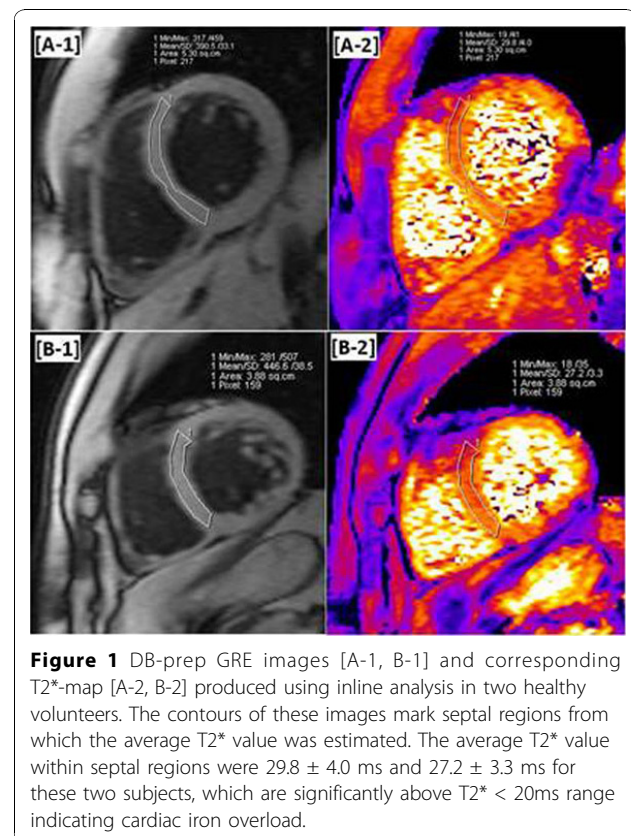 [A-1]
1 Min/Max: 317 /459
1 Mean/SD: 390.5 /33.1
1 Area: 5.30 sq.cm
1 Pixel: 217
[A-2]
1 Min/Max: 19 /41
1 Mean/SD: 29.8 /4.0
1 Area: 5.30 sq.cm
1 Pixel: 217
[B-1]
1 Min/Max: 281 /507
1 Mean/SD: 446.6 /38.5
1 Area: 3.88 sq.cm
1 Pixel: 159
[B-2]
1 Min/Max: 18 /35
1 Mean/SD: 27.2 /3.3
1 Area: 3.88 sq.cm
1 Pixel: 159
Figure 1 DB-prep GRE images [A-1, B-1] and corresponding
T2*-map [A-2, B-2] produced using inline analysis in two healthy
volunteers. The contours of these images mark septal regions from
which the average T2* value was estimated. The average T2* value
within septal regions were 29.8 ± 4.0 ms and 27.2 ± 3.3 ms for
these two subjects, which are significantly above T2* < 20ms range
indicating cardiac iron overload.